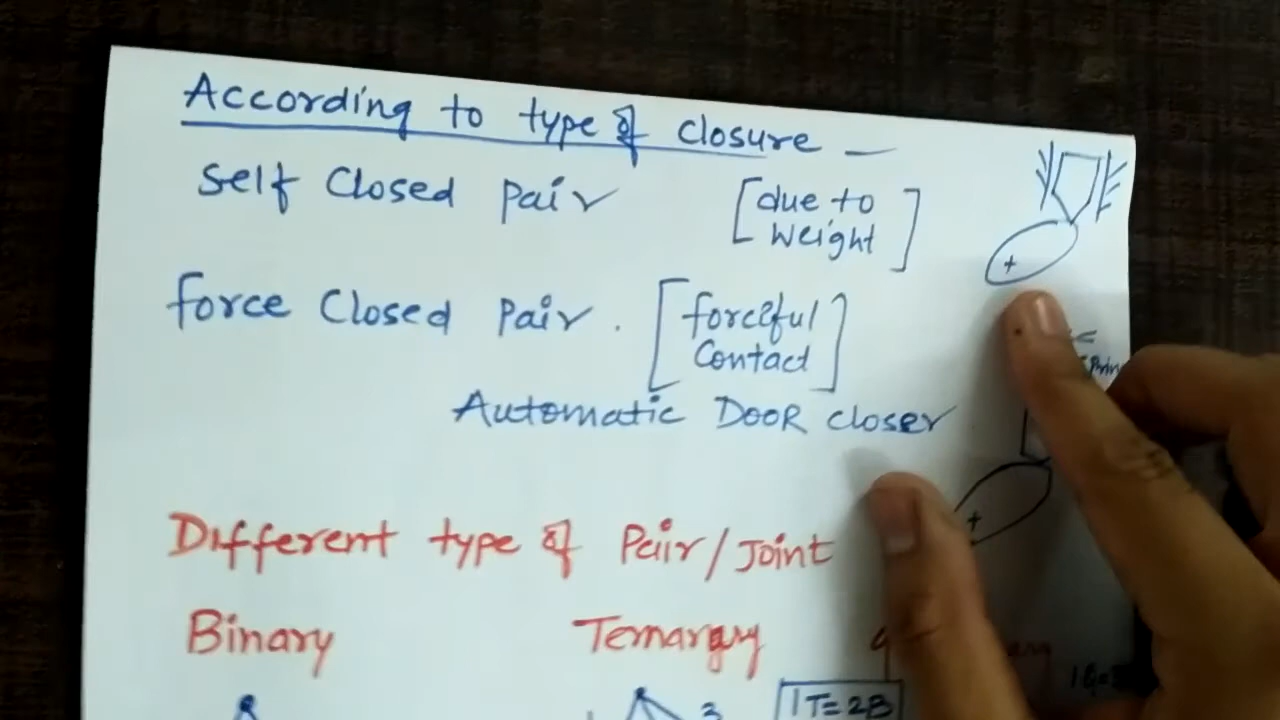 According to type of closure —
Self Closed Pair [due to weight]
force Closed Pair. [forceful Contact]
Automatic DOOR closer
Different type of Pair/Joint
Binary Ternary
1T=2B